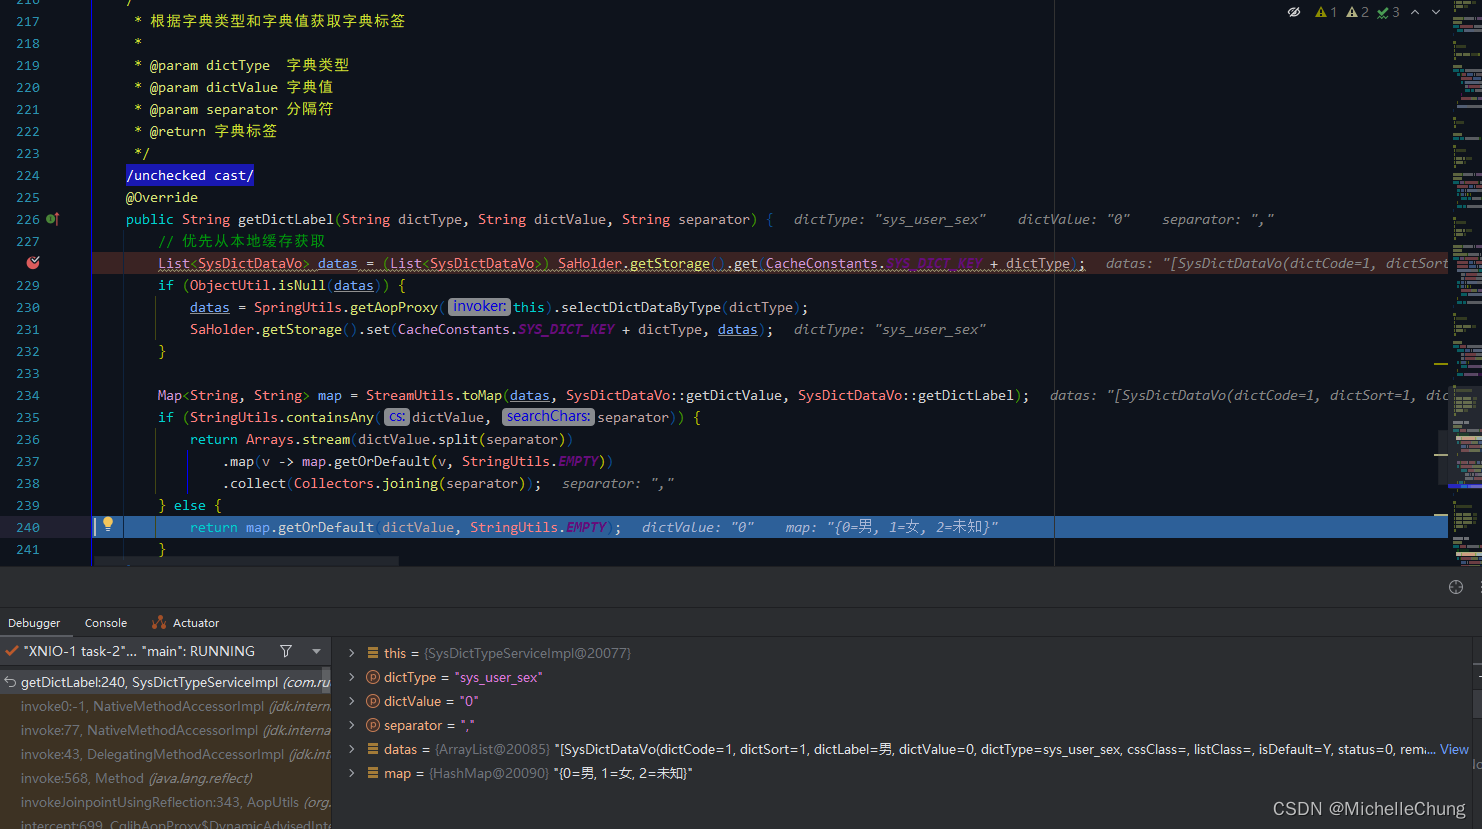 216
217 * 根据字典类型和字典值获取字典标签
218 *
219 * @param dictType 字典类型
220 * @param dictValue 字典值
221 * @param separator 分隔符
222 * @return 字典标签
223 */
224 /unchecked cast/
225 @Override
226 public String getDictLabel(String dictType, String dictValue, String separator) { dictType: "sys_user_sex" dictValue: "0" separator: ","
227 // 优先从本地缓存获取
List<SysDictDataVo> datas = (List<SysDictDataVo>) SaHolder.getStorage().get(CacheConstants.SYS_DICT_KEY + dictType); datas: "[SysDictDataVo(dictCode=1, dictSort
229 if (ObjectUtil.isNull(datas)) {
230 datas = SpringUtils.getAopProxy( invoker: this).selectDictDataByType(dictType);
231 SaHolder.getStorage().set(CacheConstants.SYS_DICT_KEY + dictType, datas); dictType: "sys_user_sex"
232 }
233
234 Map<String, String> map = StreamUtils.toMap(datas, SysDictDataVo::getDictValue, SysDictDataVo::getDictLabel); datas: "[SysDictDataVo(dictCode=1, dictSort=1, dic
235 if (StringUtils.containsAny( cs: dictValue, searchChars: separator)) {
236 return Arrays.stream(dictValue.split(separator))
237 .map(v -> map.getOrDefault(v, StringUtils.EMPTY))
238 .collect(Collectors.joining(separator)); separator: ","
239 } else {
240 return map.getOrDefault(dictValue, StringUtils.EMPTY); dictValue: "0" map: "{0=男, 1=女, 2=未知}"
241 }
1 2 3
Debugger Console Actuator
"XNIO-1 task-2"... "main": RUNNING
getDictLabel:240, SysDictTypeServiceImpl (com.ru
invoke0:-1, NativeMethodAccessorImpl (jdk.intern
invoke:77, NativeMethodAccessorImpl (jdk.interna
invoke:43, DelegatingMethodAccessorImpl (jdk.int
invoke:568, Method (java.lang.reflect)
invokeJoinpointUsingReflection:343, AopUtils (org.
intercept:699, CglibAopProxy$DynamicAdvisedInte
this = {SysDictTypeServiceImpl@20077}
dictType = "sys_user_sex"
dictValue = "0"
separator = ","
datas = {ArrayList@20085} "[SysDictDataVo(dictCode=1, dictSort=1, dictLabel=男, dictValue=0, dictType=sys_user_sex, cssClass=, listClass=, isDefault=Y, status=0, rema... View
map = {HashMap@20090} "{0=男, 1=女, 2=未知}"
CSDN @MichelleChung